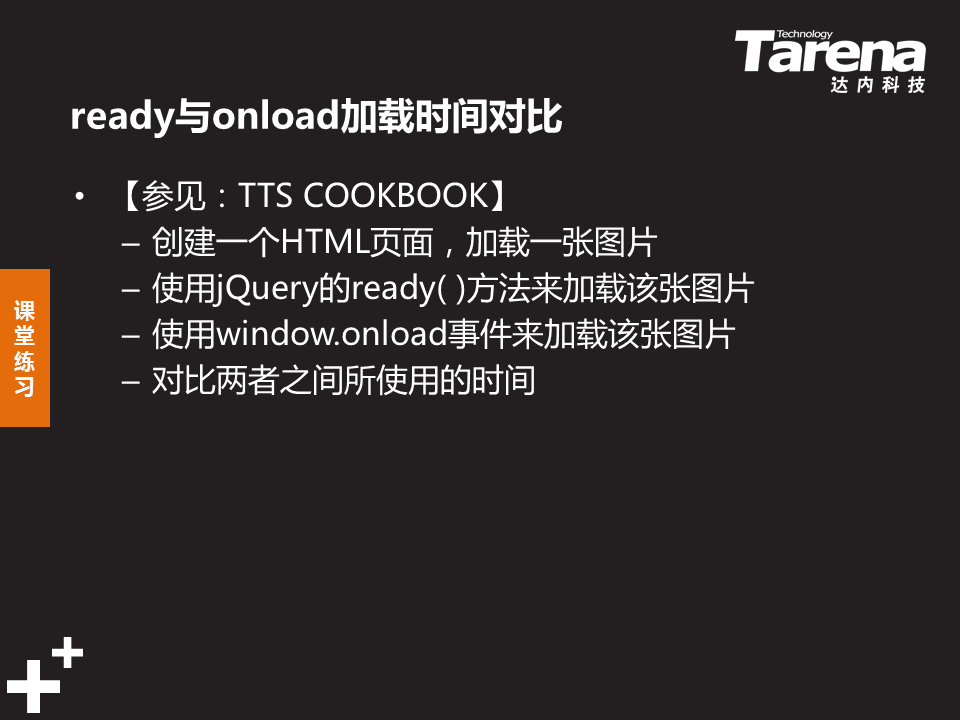 Technology
Tarena
达内科技
ready与onload加载时间对比
• 【参见：TTS COOKBOOK】
– 创建一个HTML页面，加载一张图片
– 使用jQuery的ready( )方法来加载该张图片
– 使用window.onload事件来加载该张图片
– 对比两者之间所使用的时间
课堂练习